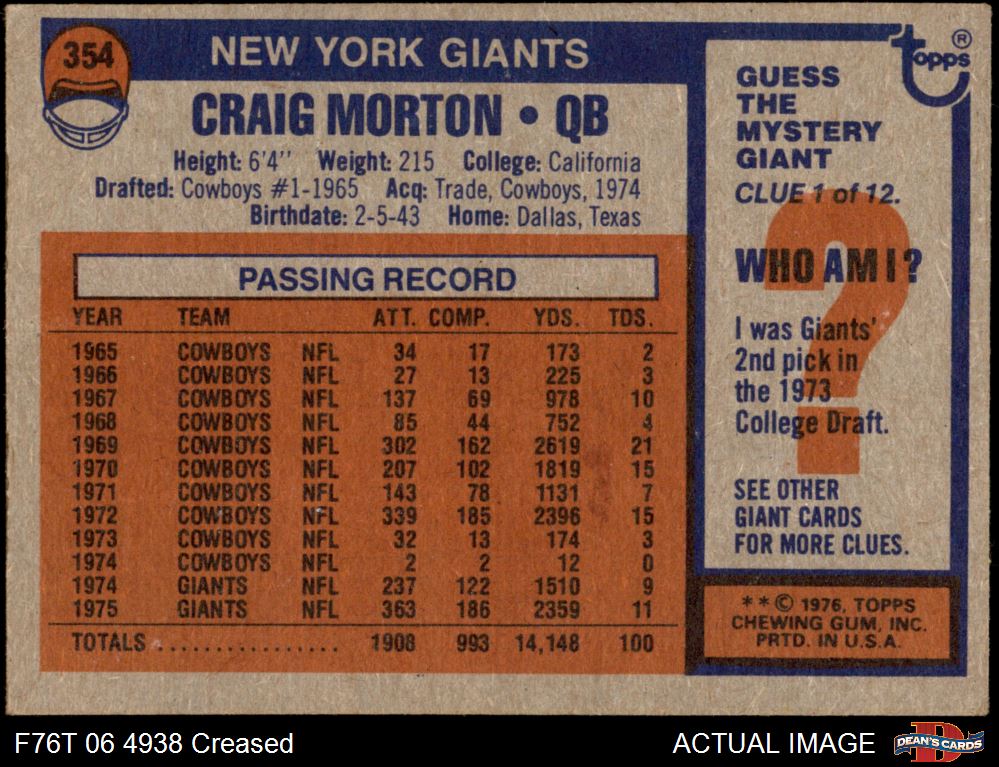 354
NEW YORK GIANTS
CRAIG MORTON • QB
Height: 6'4'' Weight: 215 College: California
Drafted: Cowboys #1-1965 Acq: Trade, Cowboys, 1974
Birthdate: 2-5-43 Home: Dallas, Texas
PASSING RECORD
YEAR TEAM ATT. COMP. YDS. TDS.
1965 COWBOYS NFL 34 17 173 2
1966 COWBOYS NFL 27 13 225 3
1967 COWBOYS NFL 137 69 978 10
1968 COWBOYS NFL 85 44 752 4
1969 COWBOYS NFL 302 162 2619 21
1970 COWBOYS NFL 207 102 1819 15
1971 COWBOYS NFL 143 78 1131 7
1972 COWBOYS NFL 339 185 2396 15
1973 COWBOYS NFL 32 13 174 3
1974 COWBOYS NFL 2 2 12 0
1974 GIANTS NFL 237 122 1510 9
1975 GIANTS NFL 363 186 2359 11
TOTALS ................ 1908 993 14,148 100
topps ®
GUESS
THE
MYSTERY
GIANT
CLUE 1 of 12.
?
WHO AM I?
I was Giants'
2nd pick in
the 1973
College Draft.
SEE OTHER
GIANT CARDS
FOR MORE CLUES.
**© 1976, TOPPS
CHEWING GUM, INC.
PRTD. IN U.S.A.
F76T 06 4938 Creased
ACTUAL IMAGE
D
DEAN'S CARDS